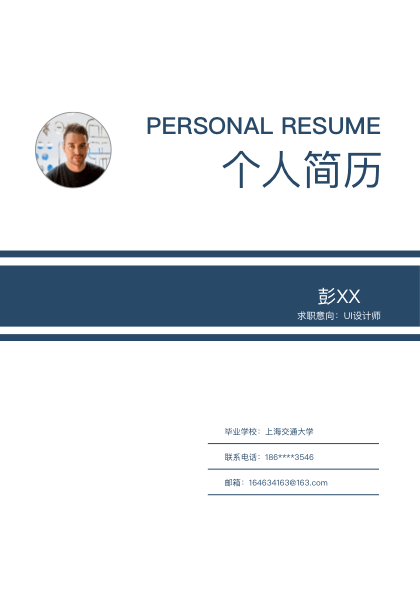 PERSONAL RESUME
个人简历
彭XX
求职意向：UI设计师
毕业学校：上海交通大学
联系电话：186****3546
邮箱：164634163@163.com